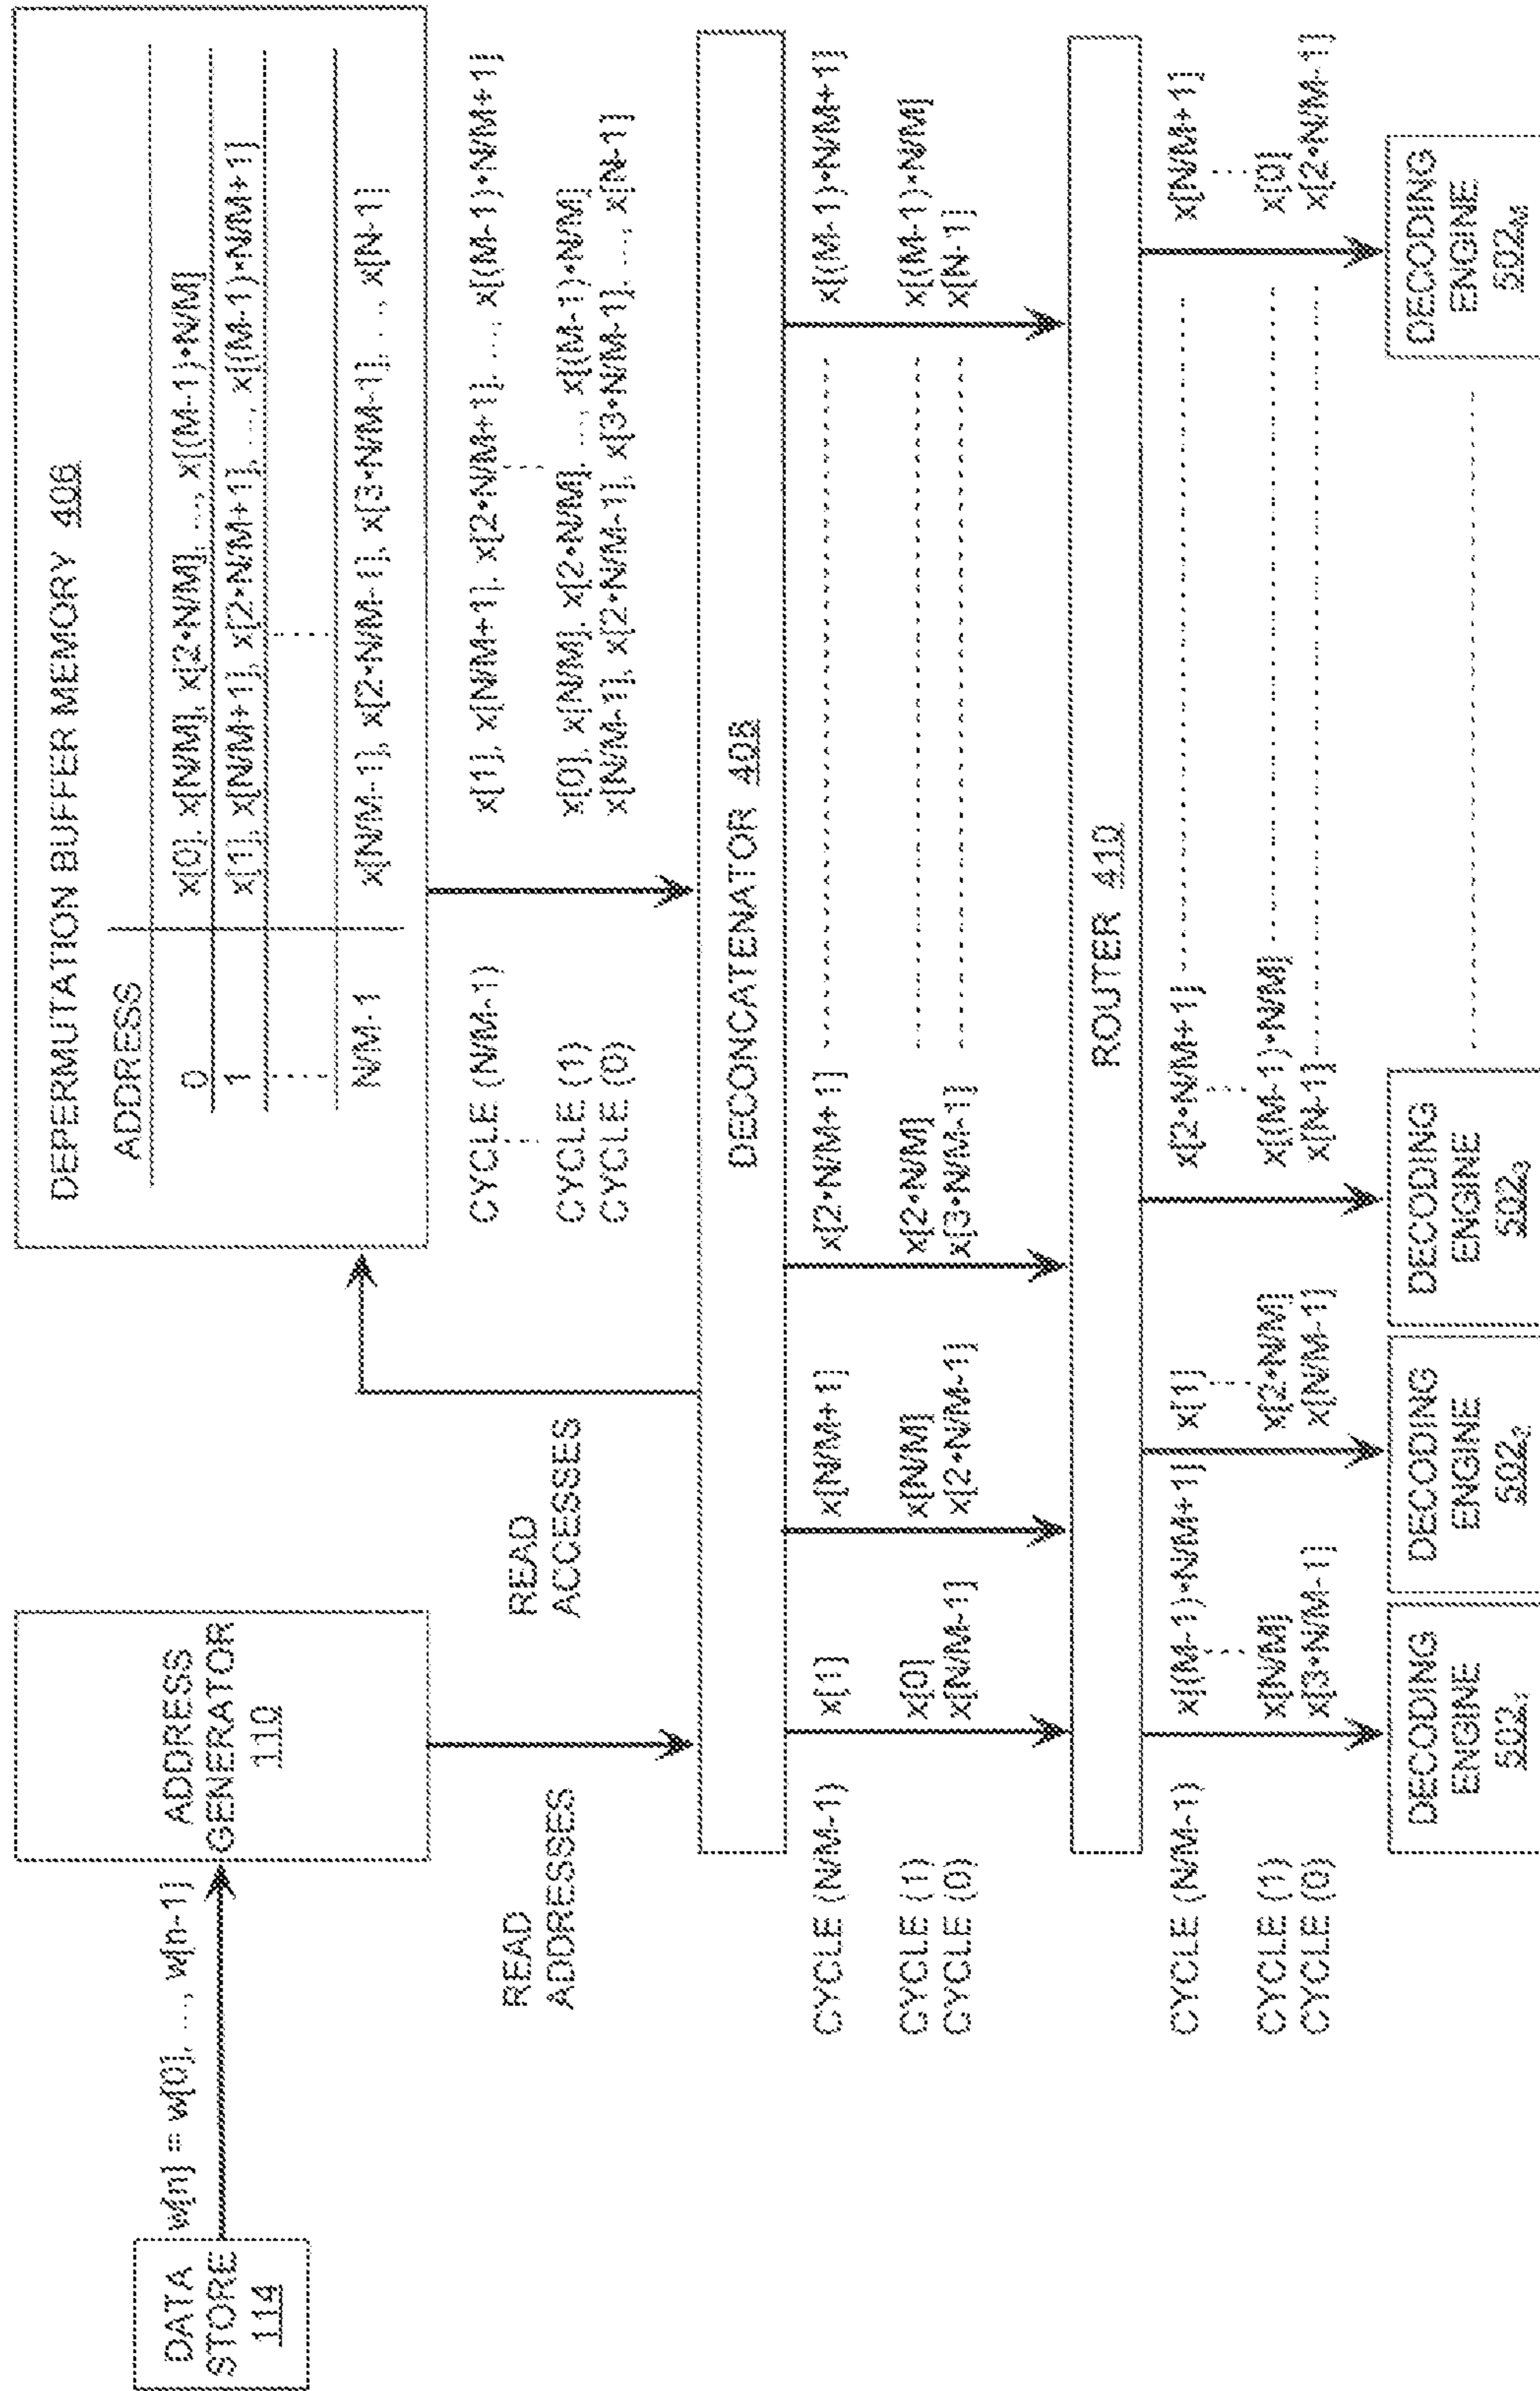 DATA
STORE
114
w[n] = w[0], ..., w[n-1]
ADDRESS
GENERATOR
110
DEPERMUTATION BUFFER MEMORY 406
ADDRESS
0 x[0], x[N/M], x[2•N/M], ..., x[(M-1)•N/M]
1 x[1], x[N/M+1], x[2•N/M+1], ..., x[(M-1)•N/M+1]
N/M-1 x[N/M-1], x[2•N/M-1], x[3•N/M-1], ..., x[N-1]
READ
ADDRESSES
READ
ACCESSES
CYCLE (N/M-1) x[1], x[N/M+1], x[2•N/M+1], ..., x[(M-1)•N/M+1]
CYCLE (1) x[0], x[N/M], x[2•N/M], ..., x[(M-1)•N/M]
CYCLE (0) x[N/M-1], x[2•N/M-1], x[3•N/M-1], ..., x[N-1]
DECONCATENATOR 408
CYCLE (N/M-1) x[1] x[N/M+1] x[2•N/M+1] x[(M-1)•N/M+1]
CYCLE (1) x[0] x[N/M] x[2•N/M] x[(M-1)•N/M]
CYCLE (0) x[N/M-1] x[2•N/M-1] x[3•N/M-1] x[N-1]
ROUTER 410
CYCLE (N/M-1) x[(M-1)•N/M+1] x[1] x[2•N/M+1] x[N/M+1]
CYCLE (1) x[N/M] x[2•N/M] x[(M-1)•N/M] x[0]
CYCLE (0) x[3•N/M-1] x[N/M-1] x[N-1] x[2•N/M-1]
DECODING
ENGINE
502₁
DECODING
ENGINE
502₂
DECODING
ENGINE
502₃
DECODING
ENGINE
502M